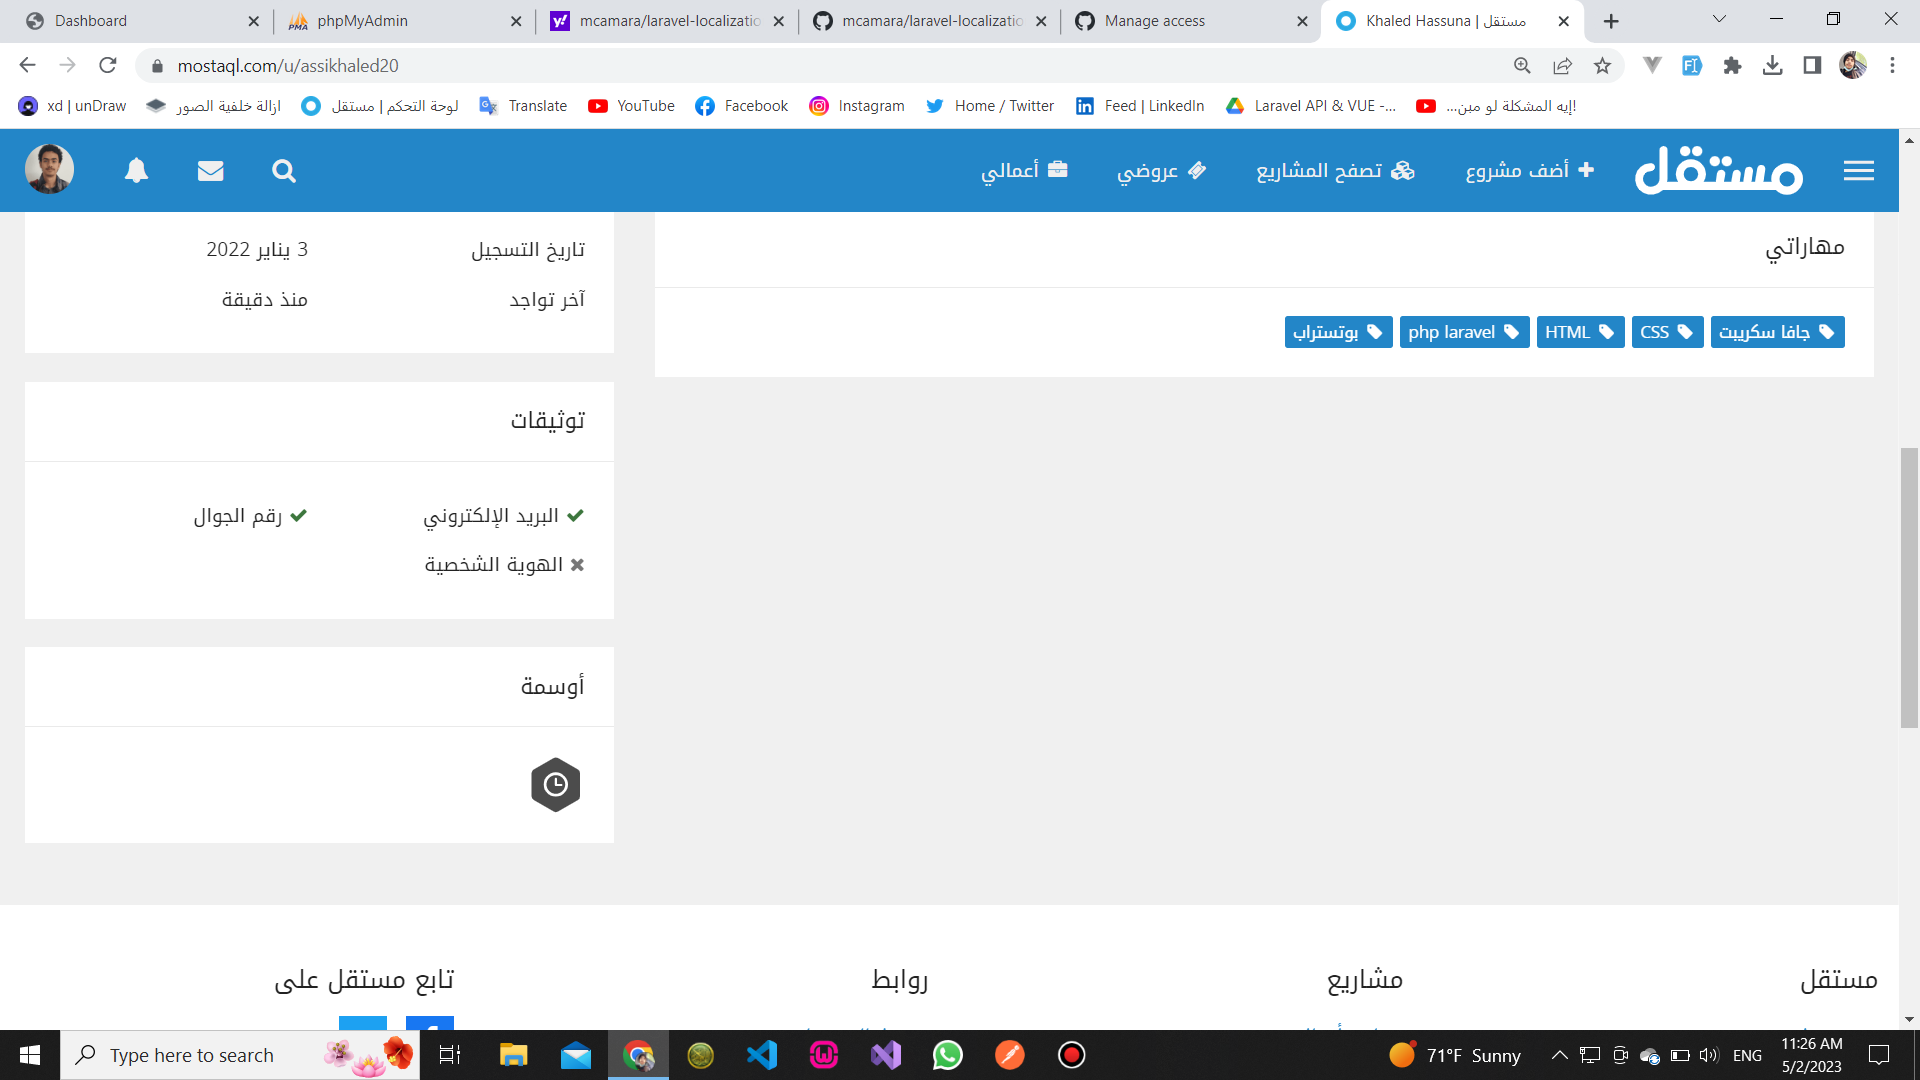 Dashboard
phpMyAdmin
mcamara/laravel-localizatio
mcamara/laravel-localizatio
Manage access
Khaled Hassuna | مستقل
mostaql.com/u/assikhaled20
xd | unDraw
ازالة خلفية الصور
لوحة التحكم | مستقل
Translate
YouTube
Facebook
Instagram
Home / Twitter
Feed | LinkedIn
Laravel API & VUE -...
إيه المشكلة لو مبن...!
مستقل
أضف مشروع
تصفح المشاريع
عروضي
أعمالي
مهاراتي
جافا سكريبت
CSS
HTML
php laravel
بوتستراب
تاريخ التسجيل
3 يناير 2022
آخر تواجد
منذ دقيقة
توثيقات
البريد الإلكتروني
رقم الجوال
الهوية الشخصية
أوسمة
مستقل
مشاريع
روابط
تابع مستقل على
Type here to search
71°F Sunny
ENG
11:26 AM
5/2/2023